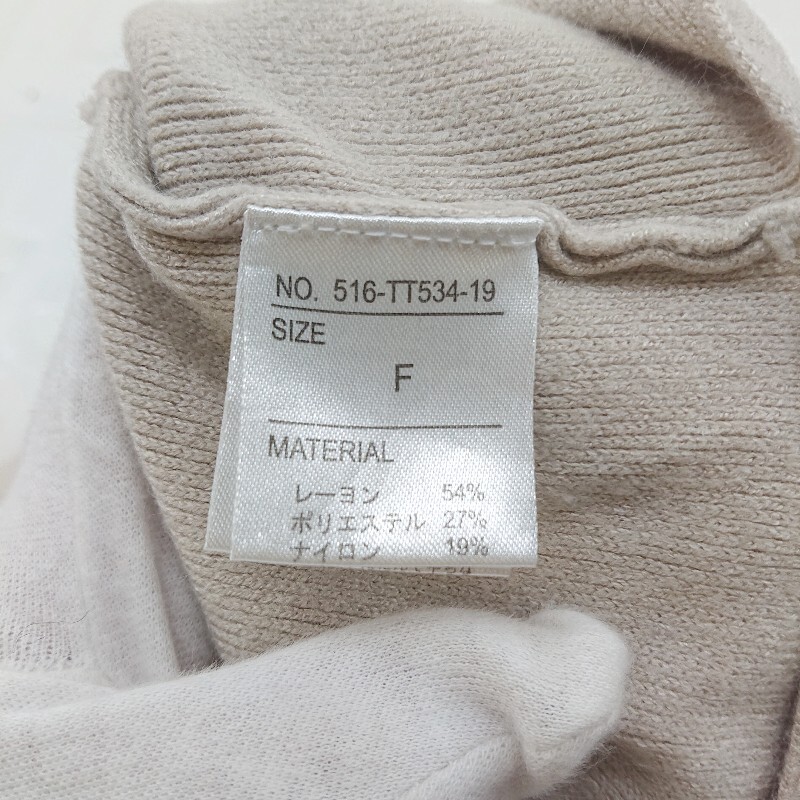 NO. 516-TT534-19
SIZE
F
MATERIAL
レーヨン 54%
ポリエステル 27%
ナイロン 19%